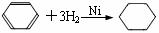 +3H₂ Ni→